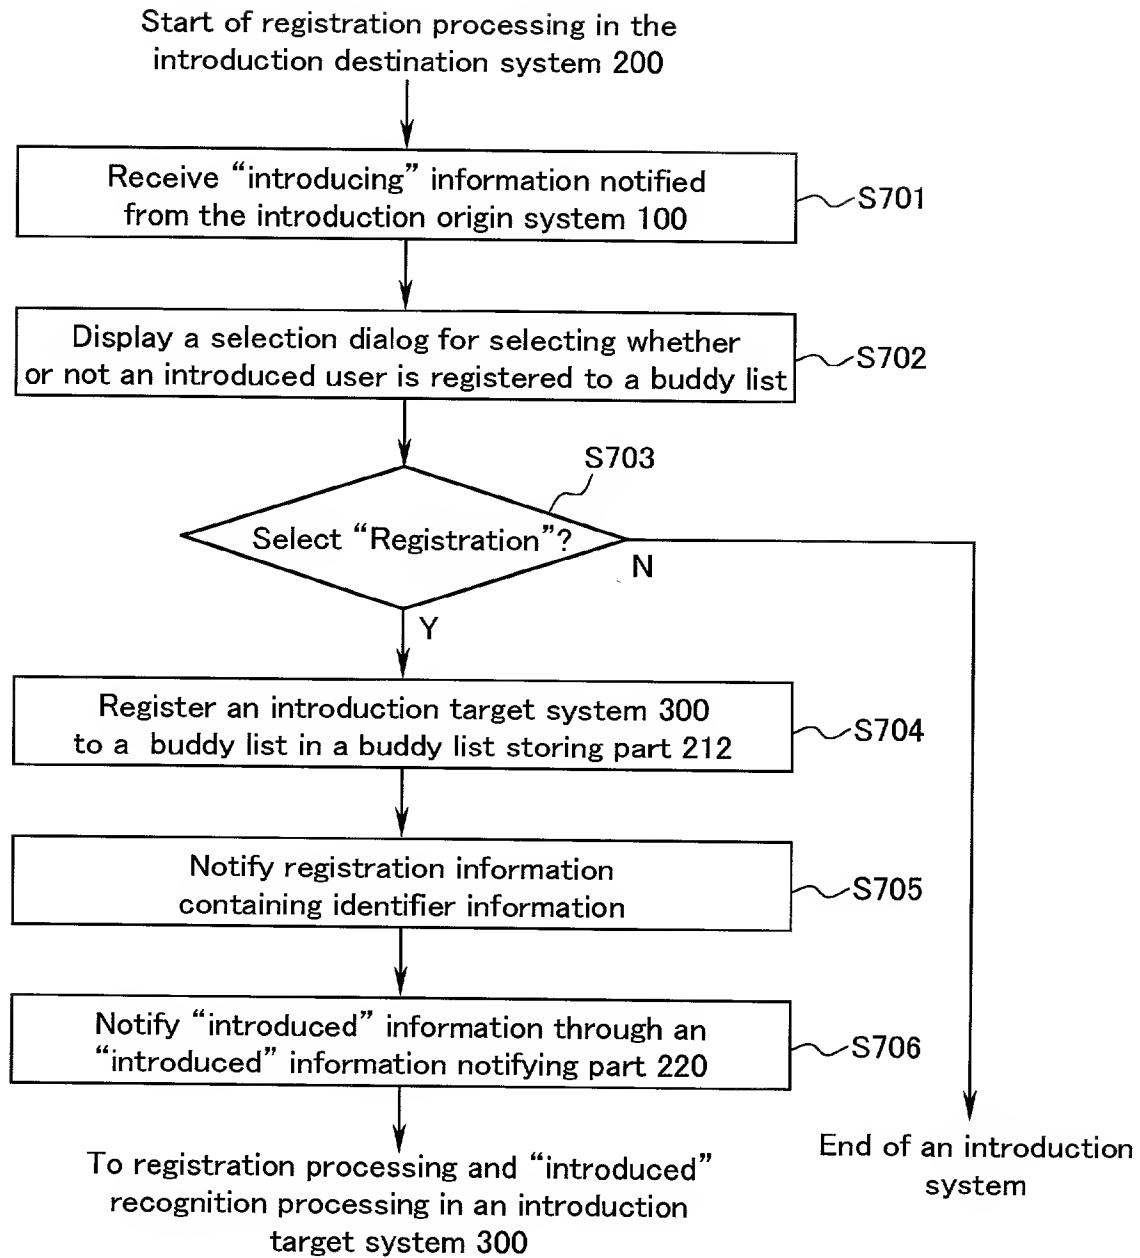 Start of registration processing in the
introduction destination system 200
Receive “introducing” information notified
from the introduction origin system 100
S701
Display a selection dialog for selecting whether
or not an introduced user is registered to a buddy list
S702
S703
Select “Registration”?
N
Y
Register an introduction target system 300
to a buddy list in a buddy list storing part 212
S704
Notify registration information
containing identifier information
S705
Notify “introduced” information through an
“introduced” information notifying part 220
S706
To registration processing and “introduced”
recognition processing in an introduction
target system 300
End of an introduction
system